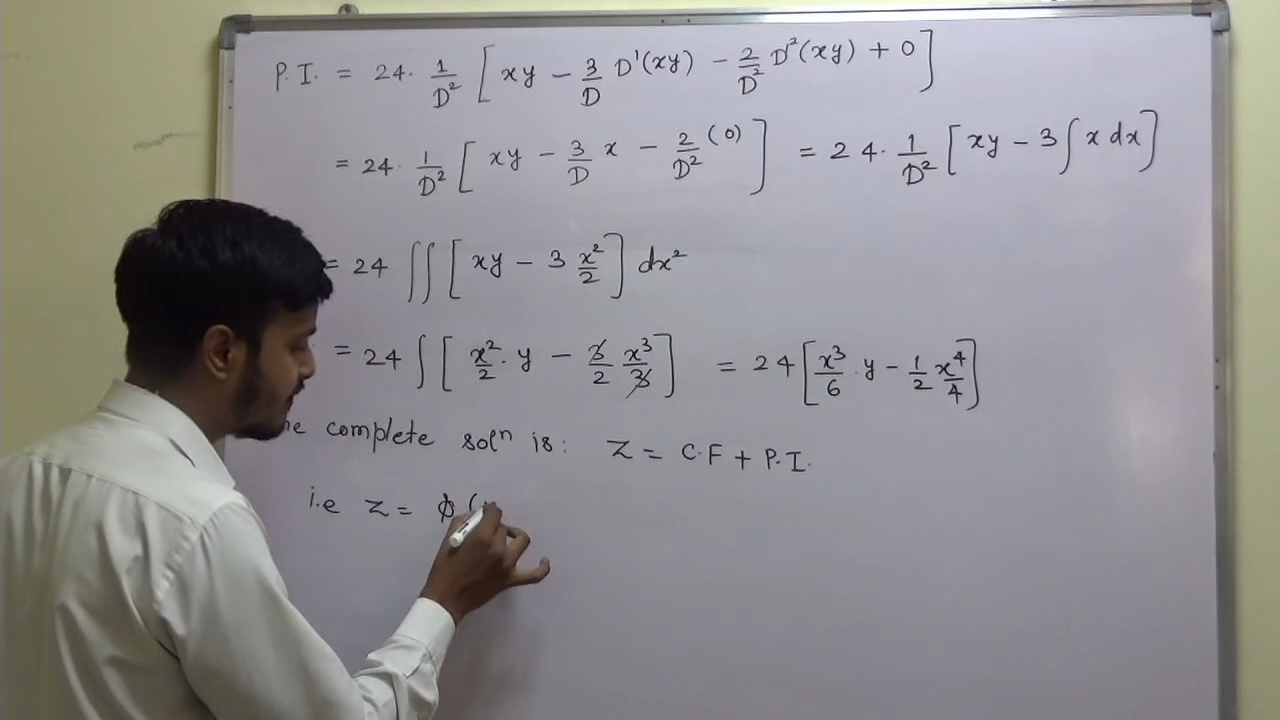 P.I. = 24. 1/D² [ xy − 3/D D'(xy) − 2/D² D'²(xy) + 0 ]
= 24. 1/D² [ xy − 3/D x − 2/D² (0) ] = 24. 1/D² [ xy − 3∫x dx ]
= 24 ∫∫ [ xy − 3 x²/2 ] dx²
= 24 ∫ [ x²/2 . y − 3/2 x³/3 ] = 24 [ x³/6 . y − 1/2 x⁴/4 ]
complete solⁿ is: Z = C.F + P.I.
i.e Z = ϕ (